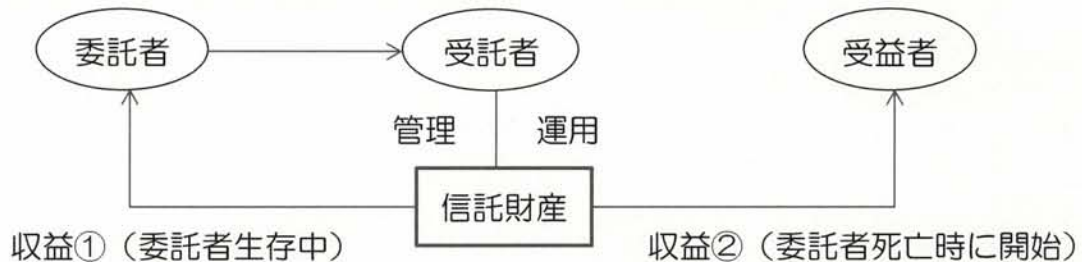 委託者
受託者
受益者
管理
運用
信託財産
収益①（委託者生存中）
収益②（委託者死亡時に開始）